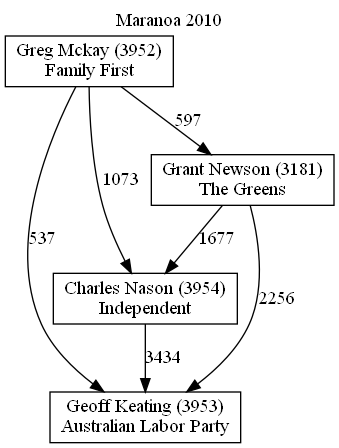 Maranoa 2010
Greg Mckay (3952)
Family First
597
Grant Newson (3181)
The Greens
1073
537
1677
2256
Charles Nason (3954)
Independent
3434
Geoff Keating (3953)
Australian Labor Party